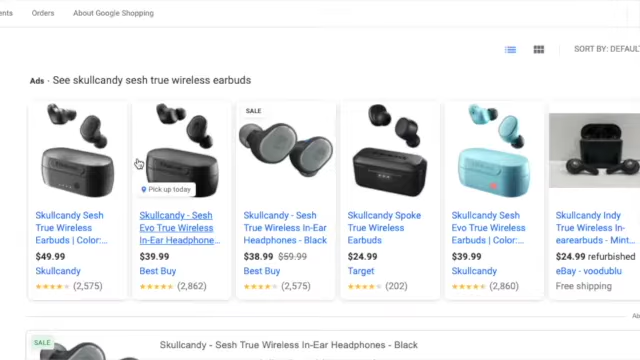 ents Orders About Google Shopping
SORT BY: DEFAUL
Ads · See skullcandy sesh true wireless earbuds
SALE
Pick up today
Skullcandy Sesh
True Wireless
Earbuds | Color:...
$49.99
Skullcandy
(2,575)
Skullcandy - Sesh
Evo True Wireless
In-Ear Headphone...
$39.99
Best Buy
(2,862)
Skullcandy - Sesh
True Wireless In-Ear
Headphones - Black
$38.99 $59.99
Best Buy
(2,575)
Skullcandy Spoke
True Wireless
Earbuds
$24.99
Target
(202)
Skullcandy Sesh
Evo True Wireless
Earbuds | Color:...
$39.99
Skullcandy
(2,860)
Skullcandy Indy
True Wireless In-
earearbuds - Mint...
$24.99 refurbished
eBay - voodublu
Free shipping
Ab
SALE
Skullcandy - Sesh True Wireless In-Ear Headphones - Black